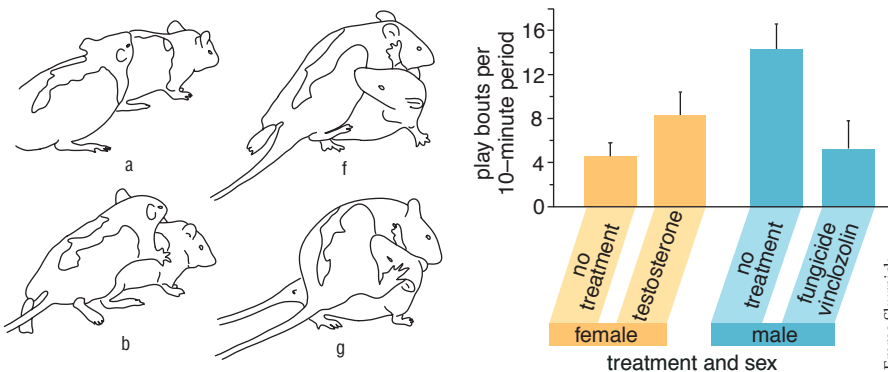 a
f
b
g
play bouts per
10–minute period
16
12
8
4
0
no
treatment
testosterone
no
treatment
fungicide
vinclozolin
female
male
treatment and sex